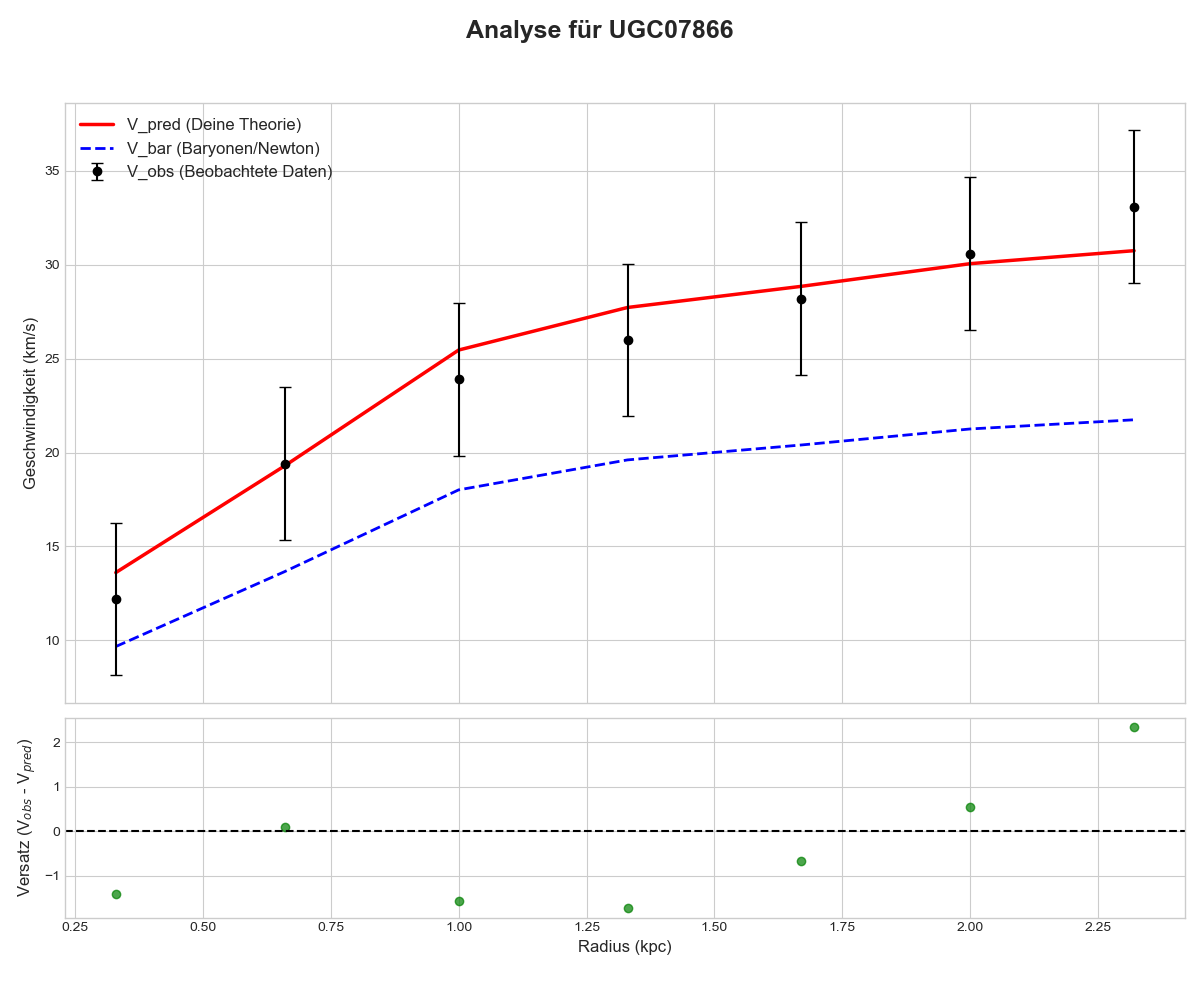 Analyse für UGC07866
V_pred (Deine Theorie)
V_bar (Baryonen/Newton)
V_obs (Beobachtete Daten)
Geschwindigkeit (km/s)
35
30
25
20
15
10
Versatz (V_obs - V_pred)
2
1
0
−1
0.25 0.50 0.75 1.00 1.25 1.50 1.75 2.00 2.25
Radius (kpc)